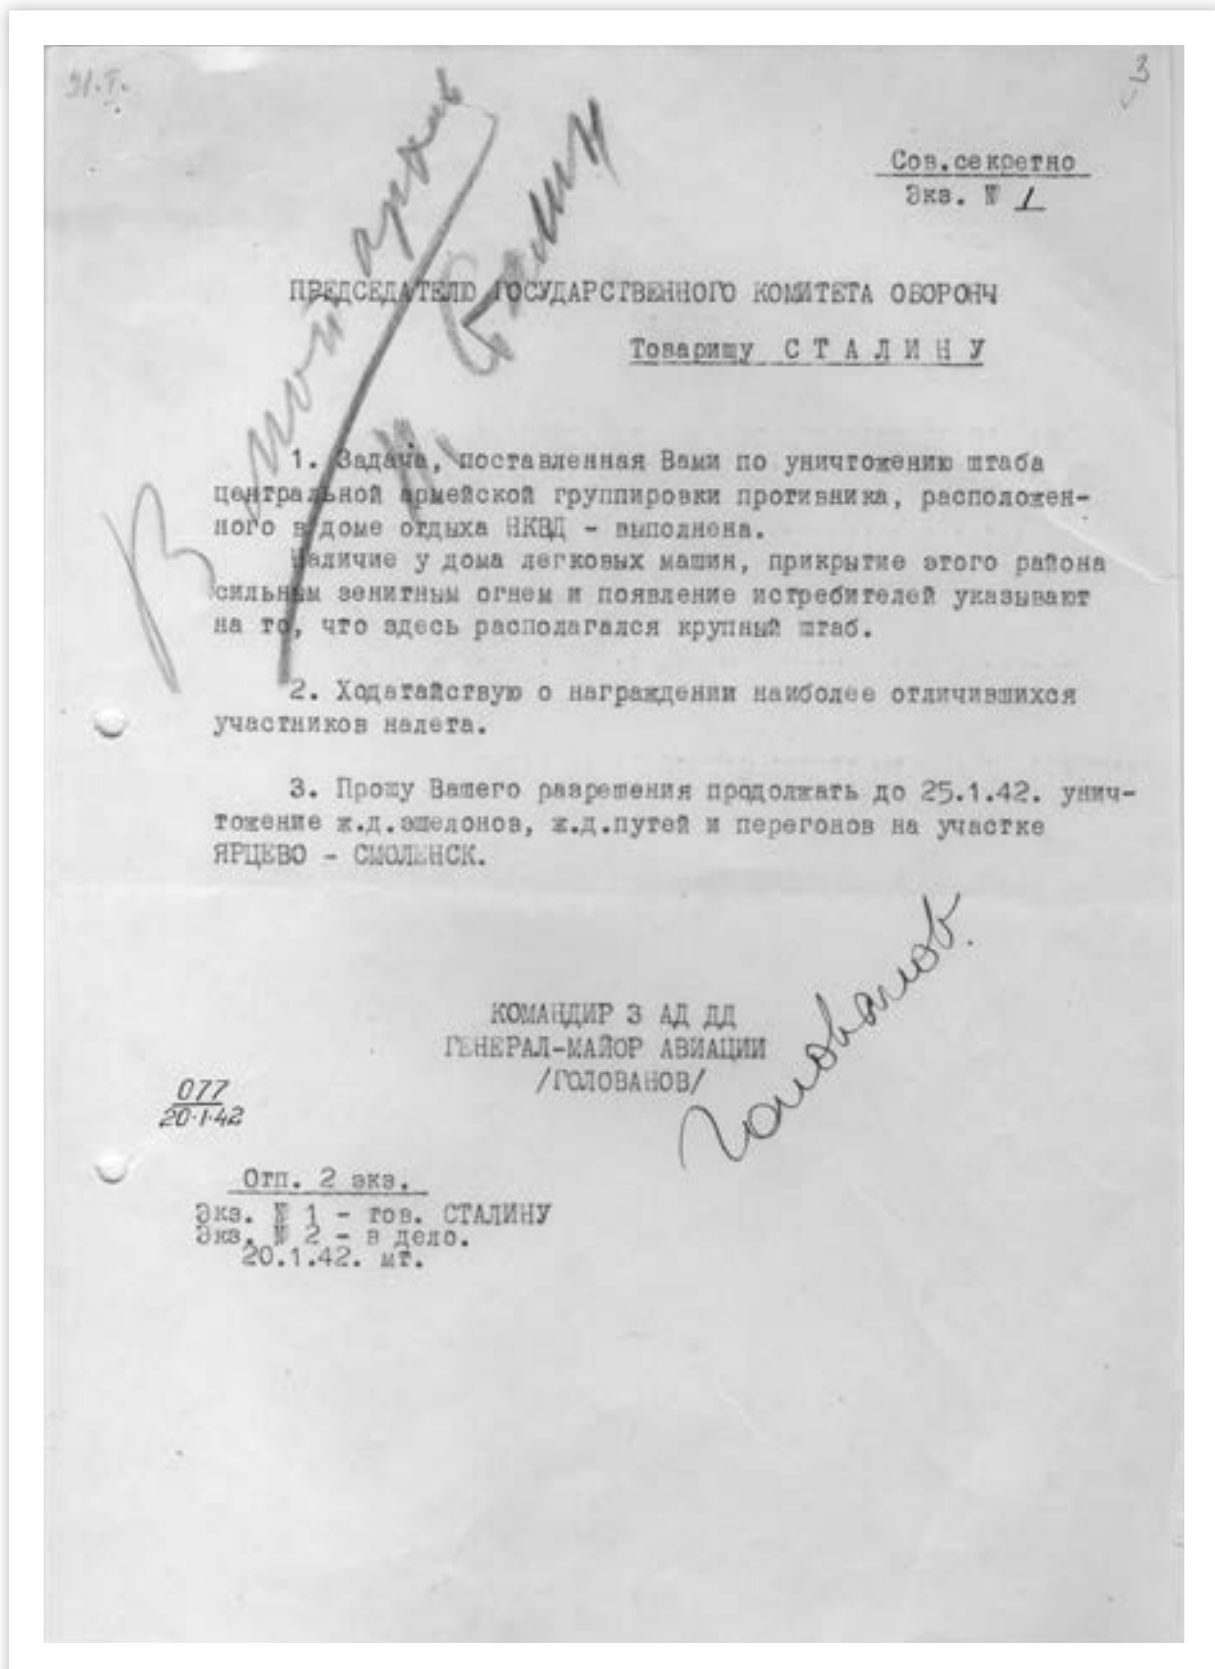 31.I.
3
Сов.секретно
Экз. № 1
В мой архив
И. Сталин
ПРЕДСЕДАТЕЛЮ ГОСУДАРСТВЕННОГО КОМИТЕТА ОБОРОНЫ
Товарищу С Т А Л И Н У
1. Задача, поставленная Вами по уничтожению штаба
центральной армейской группировки противника, расположен-
ного в доме отдыха НКВД - выполнена.
Наличие у дома легковых машин, прикрытие этого района
сильным зенитным огнем и появление истребителей указывают
на то, что здесь располагался крупный штаб.
2. Ходатайствую о награждении наиболее отличившихся
участников налета.
3. Прошу Вашего разрешения продолжать до 25.1.42. унич-
тожение ж.д.эшелонов, ж.д.путей и перегонов на участке
ЯРЦЕВО - СМОЛЕНСК.
КОМАНДИР 3 АД ДД
ГЕНЕРАЛ-МАЙОР АВИАЦИИ
/ГОЛОВАНОВ/
Голованов.
077
20.1.42
Отп. 2 экз.
Экз. № 1 - тов. СТАЛИНУ
Экз. № 2 - в дело.
20.1.42. мт.